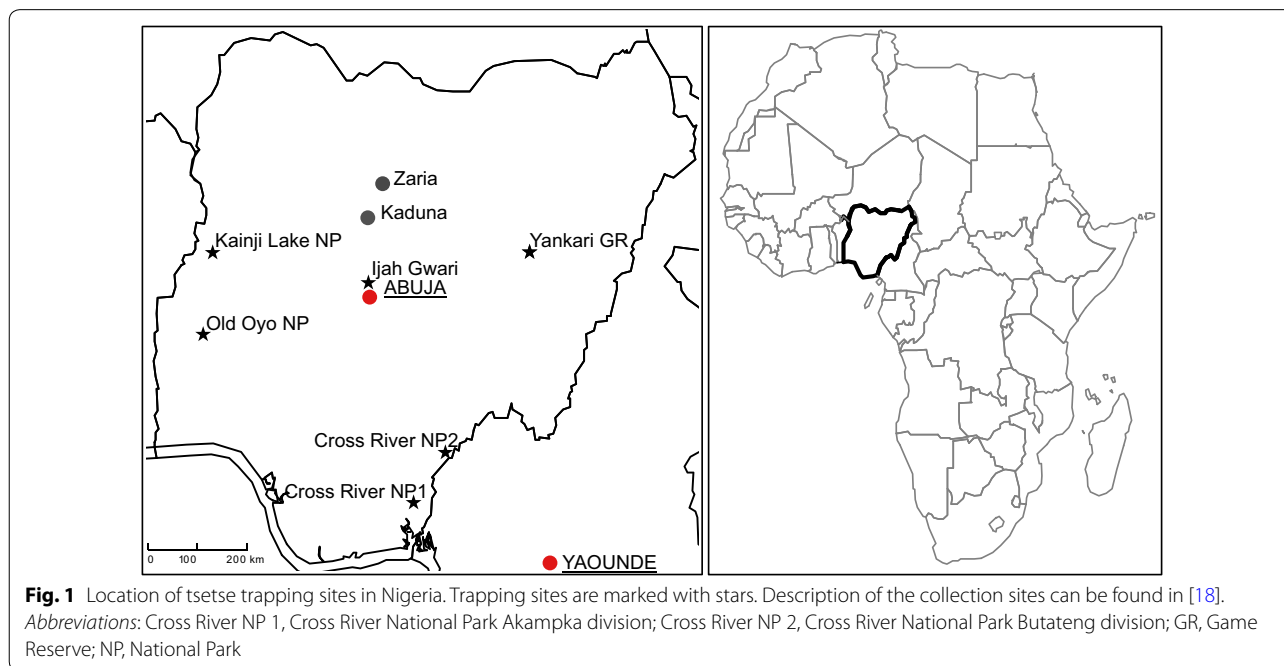 Zaria
Kaduna
Kainji Lake NP
Yankari GR
Ijah Gwari
ABUJA
Old Oyo NP
Cross River NP2
Cross River NP1
0 100 200 km
YAOUNDE
Fig. 1 Location of tsetse trapping sites in Nigeria. Trapping sites are marked with stars. Description of the collection sites can be found in [18].
Abbreviations: Cross River NP 1, Cross River National Park Akampka division; Cross River NP 2, Cross River National Park Butateng division; GR, Game
Reserve; NP, National Park